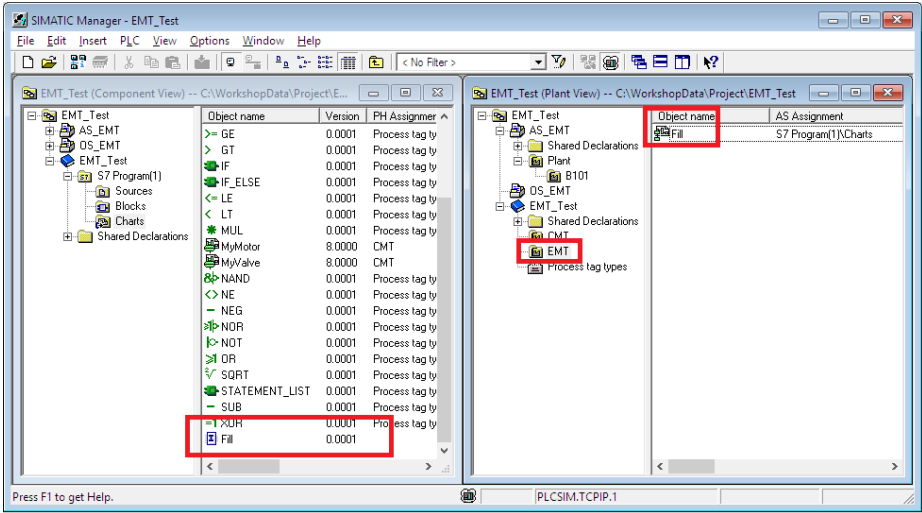 SIMATIC Manager - EMT_Test
File Edit Insert PLC View Options Window Help
< No Filter >
EMT_Test (Component View) -- C:\WorkshopData\Project\E...
EMT_Test
AS_EMT
OS_EMT
EMT_Test
S7 Program(1)
Sources
Blocks
Charts
Shared Declarations
Object name Version PH Assignmer
>= GE 0.0001 Process tag ty
> GT 0.0001 Process tag ty
IF 0.0001 Process tag ty
IF_ELSE 0.0001 Process tag ty
<= LE 0.0001 Process tag ty
< LT 0.0001 Process tag ty
MUL 0.0001 Process tag ty
MyMotor 8.0000 CMT
MyValve 8.0000 CMT
& NAND 0.0001 Process tag ty
<> NE 0.0001 Process tag ty
NEG 0.0001 Process tag ty
NOR 0.0001 Process tag ty
NOT 0.0001 Process tag ty
OR 0.0001 Process tag ty
SQRT 0.0001 Process tag ty
STATEMENT_LIST 0.0001 Process tag ty
SUB 0.0001 Process tag ty
=1 XOR 0.0001 Process tag ty
Fill 0.0001
EMT_Test (Plant View) -- C:\WorkshopData\Project\EMT_Test
EMT_Test
AS_EMT
Shared Declarations
Plant
B101
OS_EMT
EMT_Test
Shared Declarations
CMT
EMT
Process tag types
Object name AS Assignment
Fill S7 Program(1)\Charts
Press F1 to get Help. PLCSIM.TCPIP.1